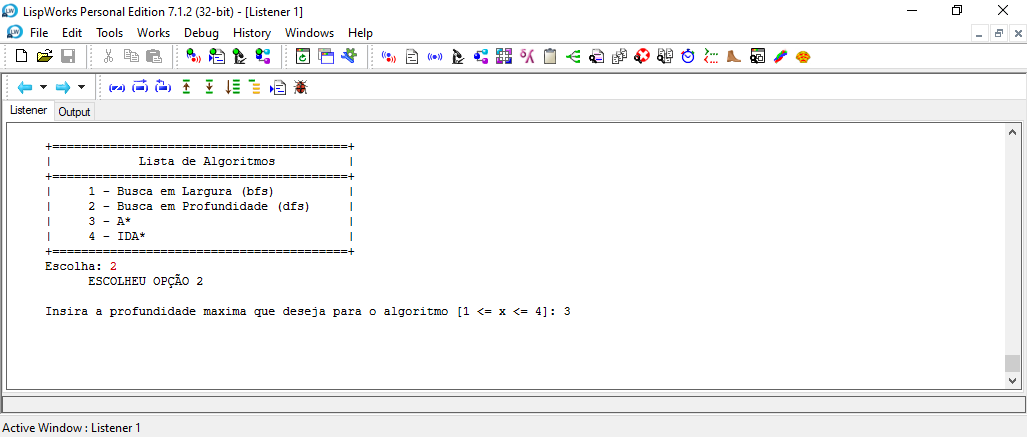 LispWorks Personal Edition 7.1.2 (32-bit) - [Listener 1]
File Edit Tools Works Debug History Windows Help
Listener Output
+=========================================+
| Lista de Algoritmos |
+=========================================+
| 1 - Busca em Largura (bfs) |
| 2 - Busca em Profundidade (dfs) |
| 3 - A* |
| 4 - IDA* |
+=========================================+
Escolha: 2
ESCOLHEU OPÇÃO 2
Insira a profundidade maxima que deseja para o algoritmo [1 <= x <= 4]: 3
Active Window : Listener 1